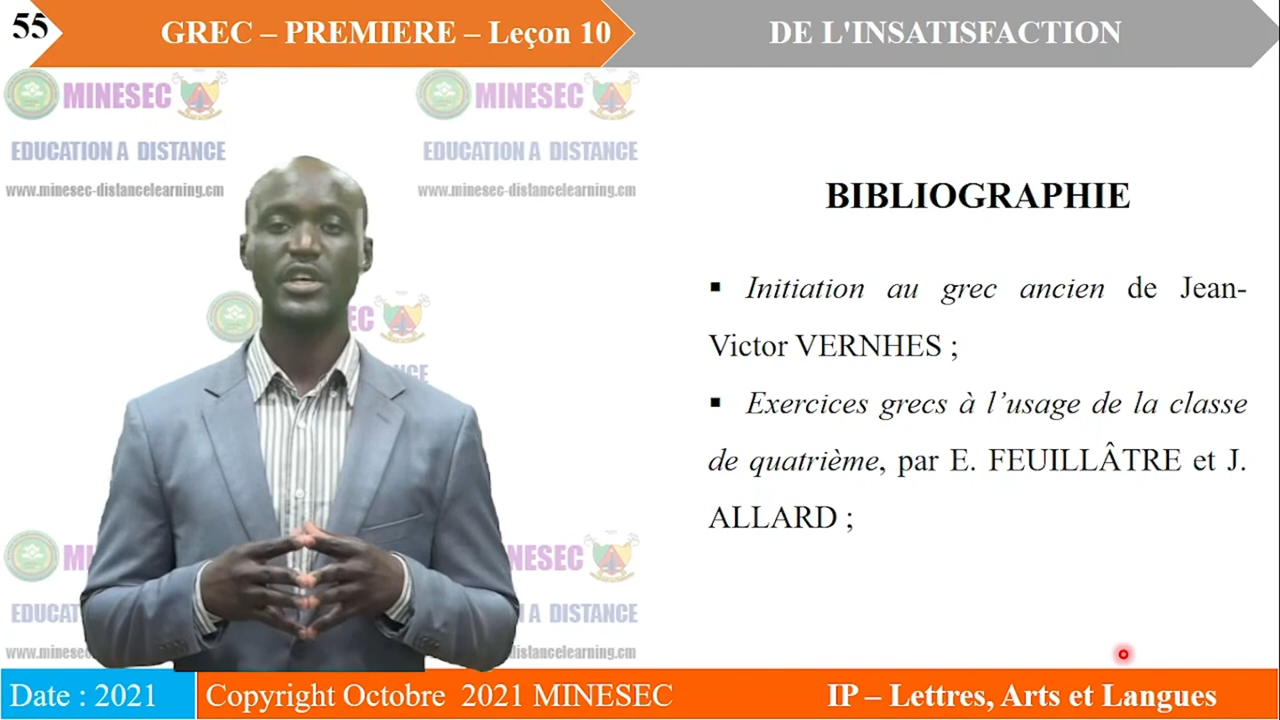 55
GREC – PREMIERE – Leçon 10
DE L'INSATISFACTION
MINESEC
MINESEC
EDUCATION A DISTANCE
EDUCATION A DISTANCE
www.minesec-distancelearning.cm
www.minesec-distancelearning.cm
BIBLIOGRAPHIE
▪ Initiation au grec ancien de Jean-
Victor VERNHES ;
▪ Exercices grecs à l’usage de la classe
de quatrième, par E. FEUILLÂTRE et J.
ALLARD ;
Date : 2021
Copyright Octobre 2021 MINESEC
IP – Lettres, Arts et Langues